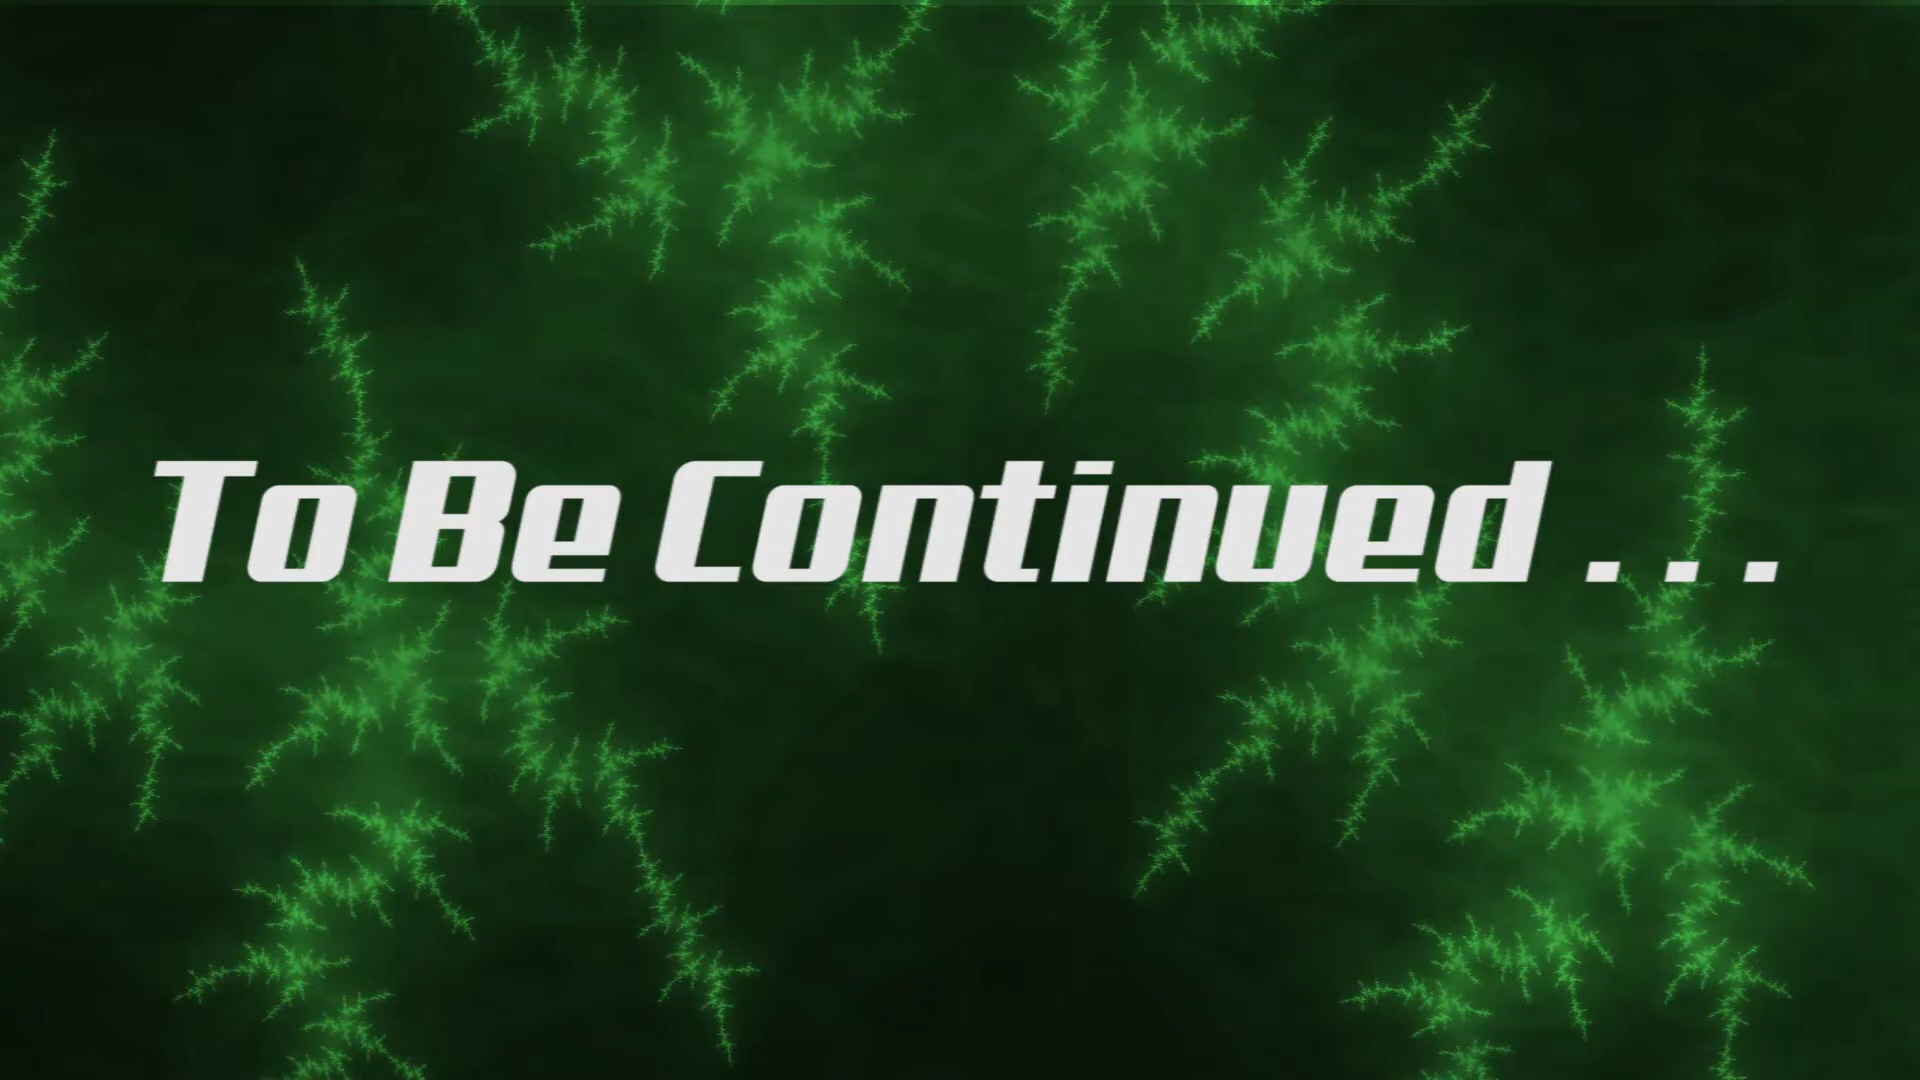 To Be Continued . . .